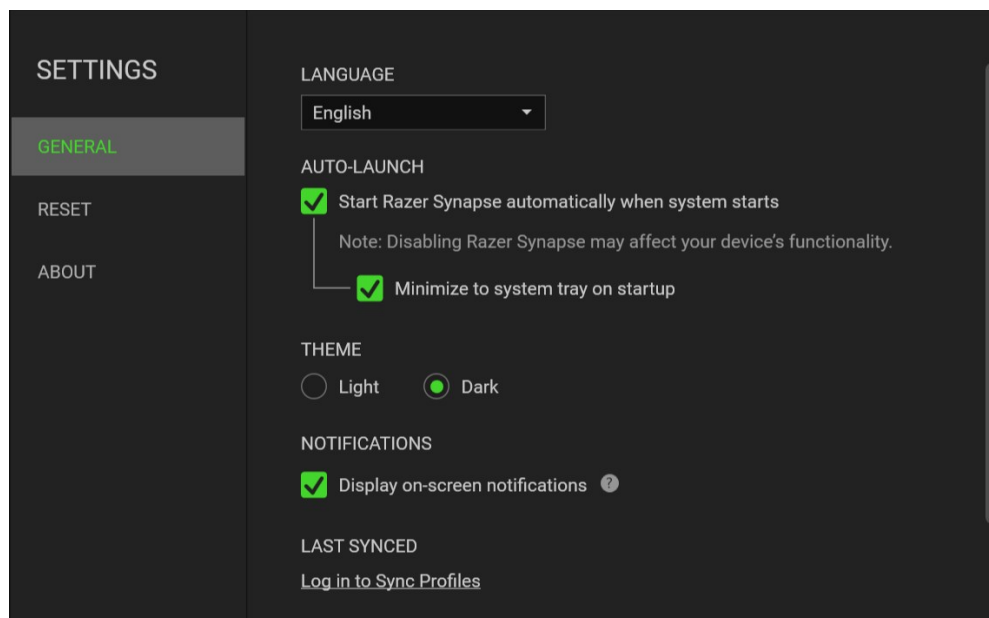 SETTINGS
GENERAL
RESET
ABOUT
LANGUAGE
English
AUTO-LAUNCH
Start Razer Synapse automatically when system starts
Note: Disabling Razer Synapse may affect your device’s functionality.
Minimize to system tray on startup
THEME
Light Dark
NOTIFICATIONS
Display on-screen notifications ?
LAST SYNCED
Log in to Sync Profiles